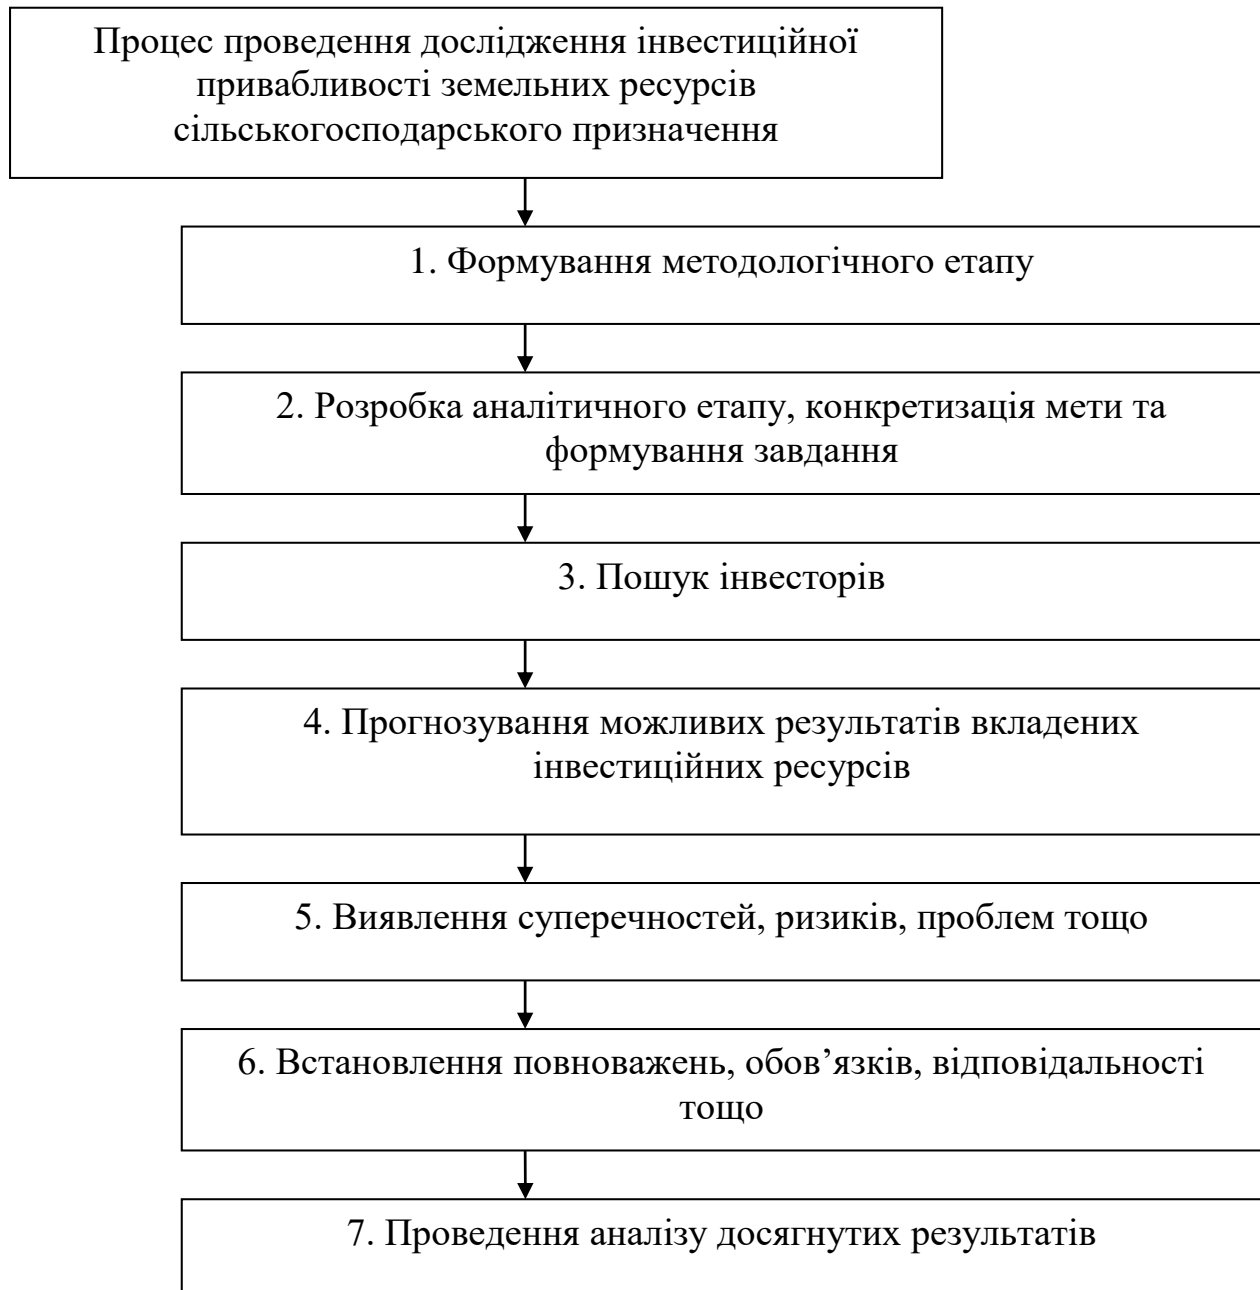 Процес проведення дослідження інвестиційної
привабливості земельних ресурсів
сільськогосподарського призначення
1. Формування методологічного етапу
2. Розробка аналітичного етапу, конкретизація мети та
формування завдання
3. Пошук інвесторів
4. Прогнозування можливих результатів вкладених
інвестиційних ресурсів
5. Виявлення суперечностей, ризиків, проблем тощо
6. Встановлення повноважень, обов’язків, відповідальності
тощо
7. Проведення аналізу досягнутих результатів